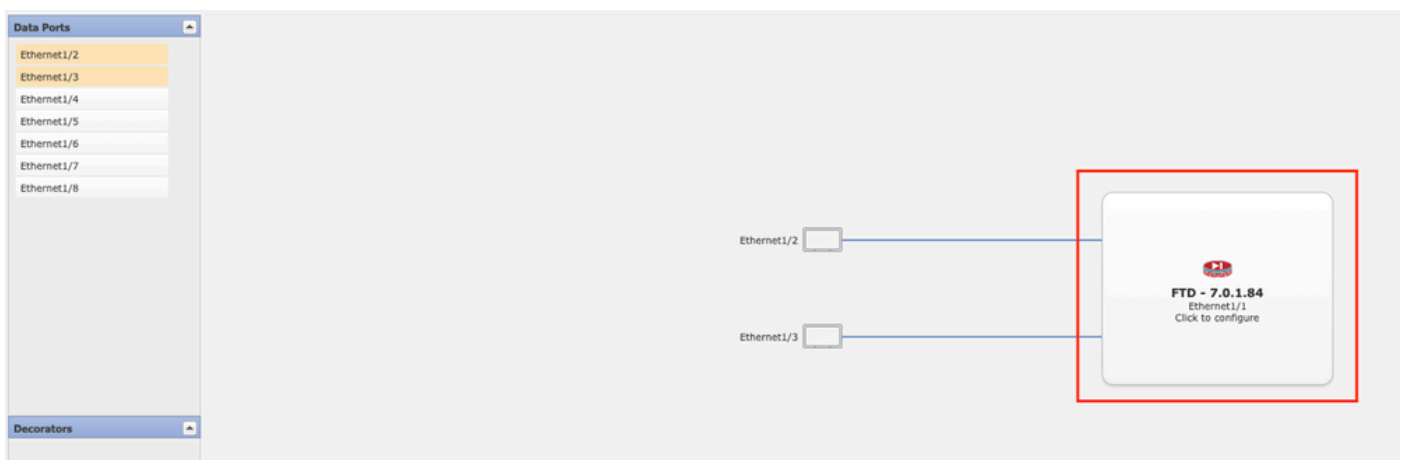 Data Ports
Ethernet1/2
Ethernet1/3
Ethernet1/4
Ethernet1/5
Ethernet1/6
Ethernet1/7
Ethernet1/8
Ethernet1/2
Ethernet1/3
FTD - 7.0.1.84
Ethernet1/1
Click to configure
Decorators